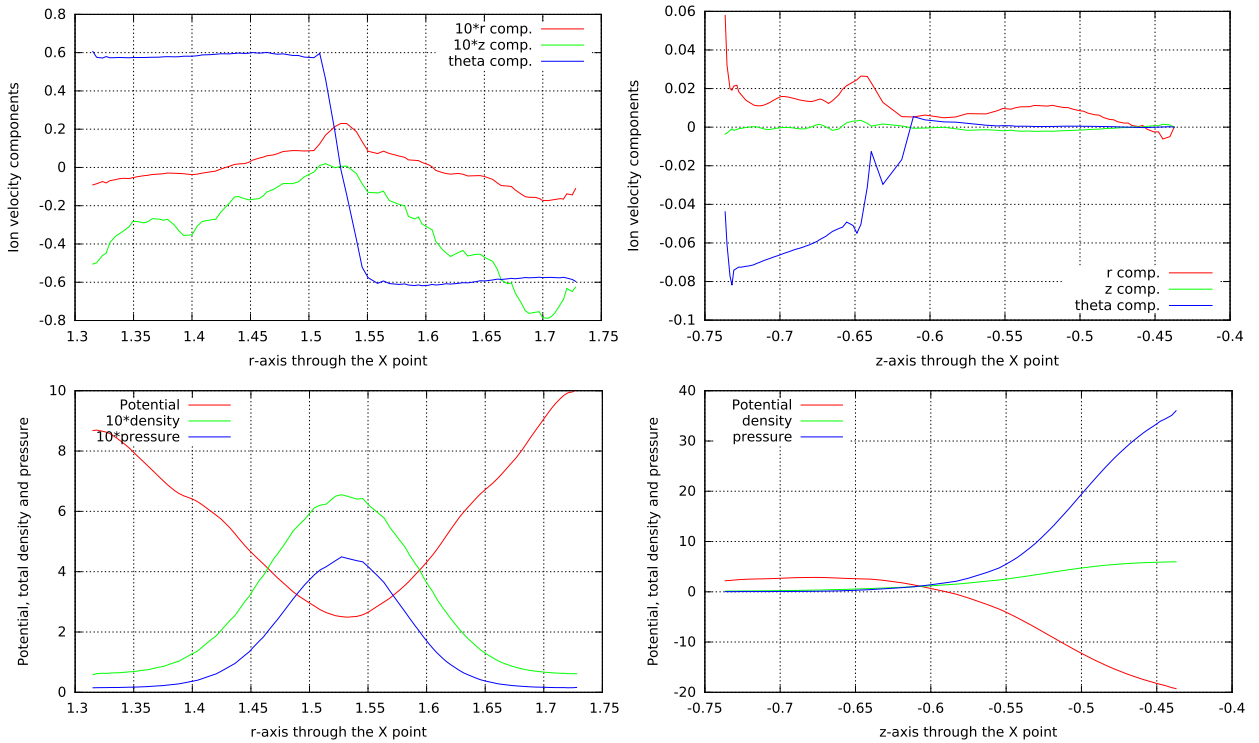 0.8
0.6
0.4
0.2
0
-0.2
-0.4
-0.6
-0.8
1.3 1.35 1.4 1.45 1.5 1.55 1.6 1.65 1.7 1.75
Ion velocity components
r-axis through the X point
10*r comp.
10*z comp.
theta comp.
0.06
0.04
0.02
0
-0.02
-0.04
-0.06
-0.08
-0.1
-0.75 -0.7 -0.65 -0.6 -0.55 -0.5 -0.45 -0.4
Ion velocity components
z-axis through the X point
r comp.
z comp.
theta comp.
10
8
6
4
2
0
1.3 1.35 1.4 1.45 1.5 1.55 1.6 1.65 1.7 1.75
Potential, total density and pressure
r-axis through the X point
Potential
10*density
10*pressure
40
30
20
10
0
-10
-20
-0.75 -0.7 -0.65 -0.6 -0.55 -0.5 -0.45 -0.4
Potential, total density and pressure
z-axis through the X point
Potential
density
pressure